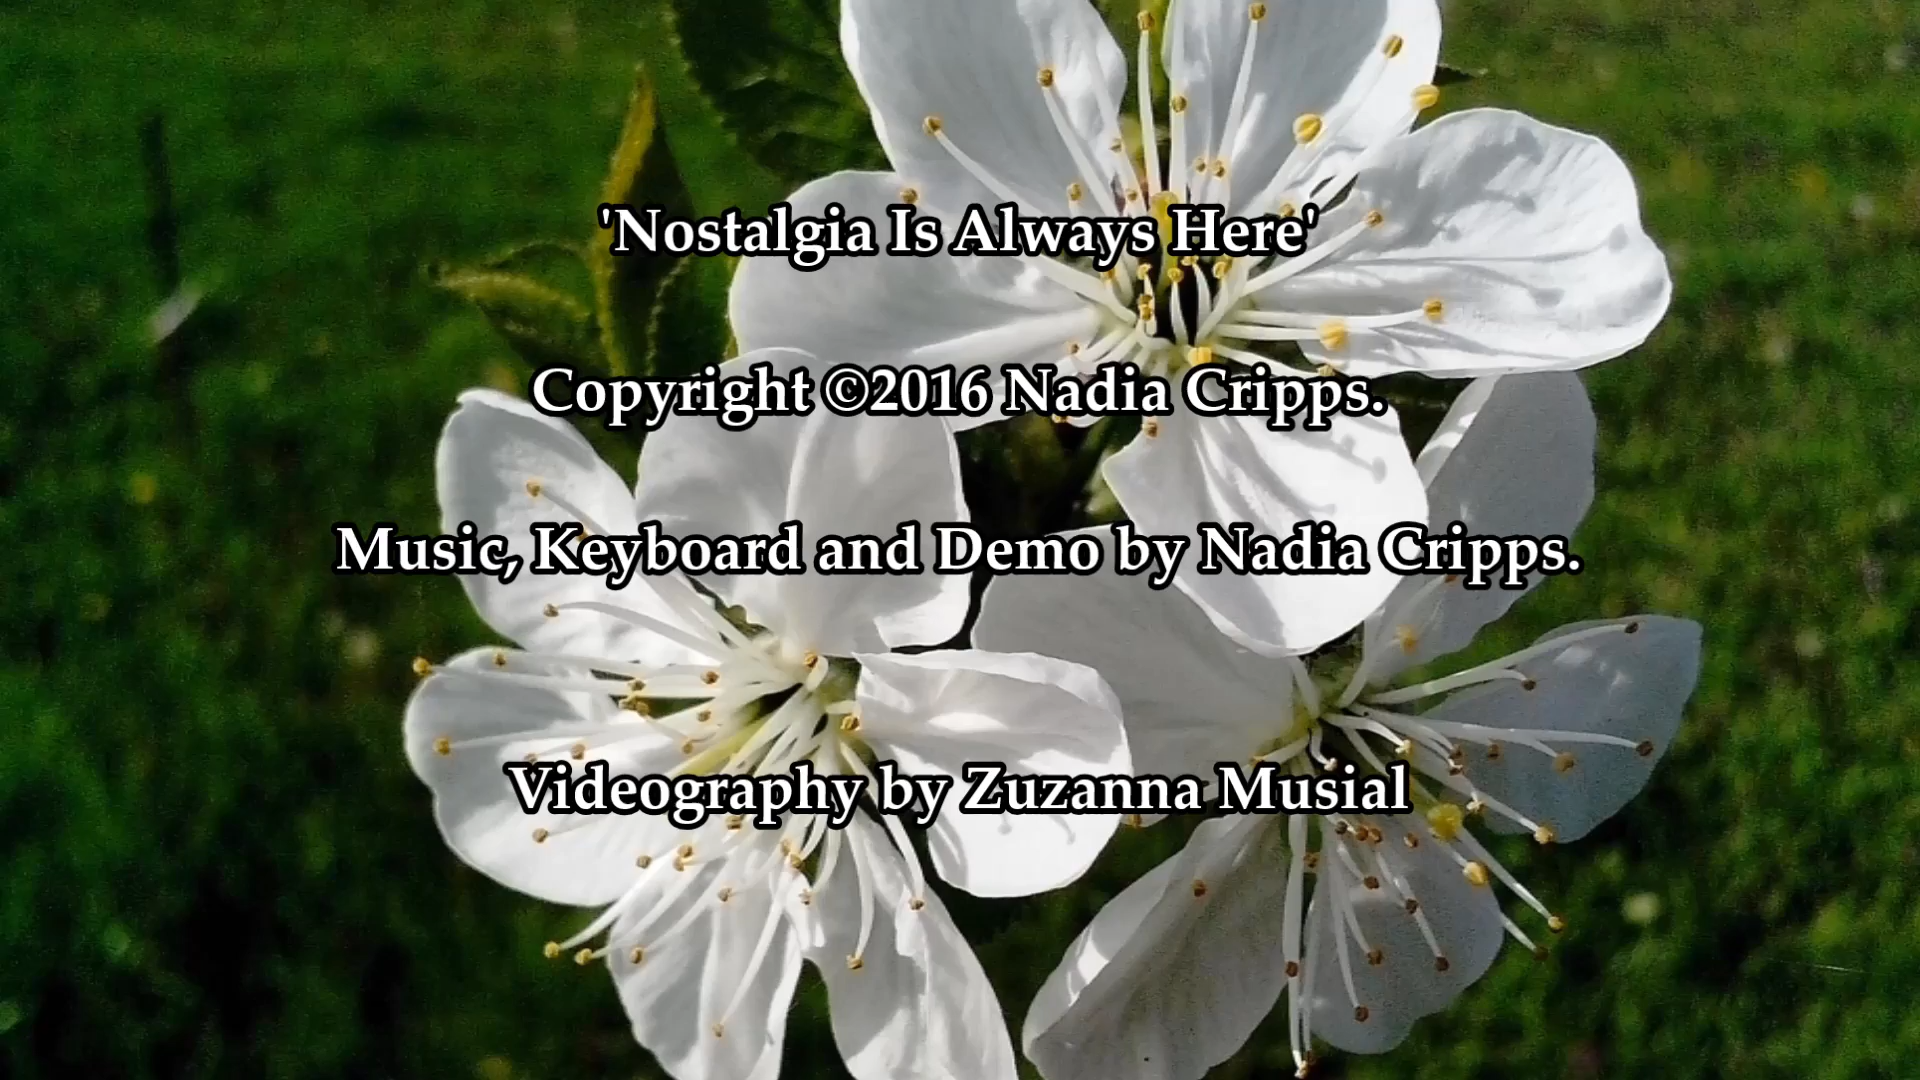 'Nostalgia Is Always Here'
Copyright ©2016 Nadia Cripps.
Music, Keyboard and Demo by Nadia Cripps.
Videography by Zuzanna Musial